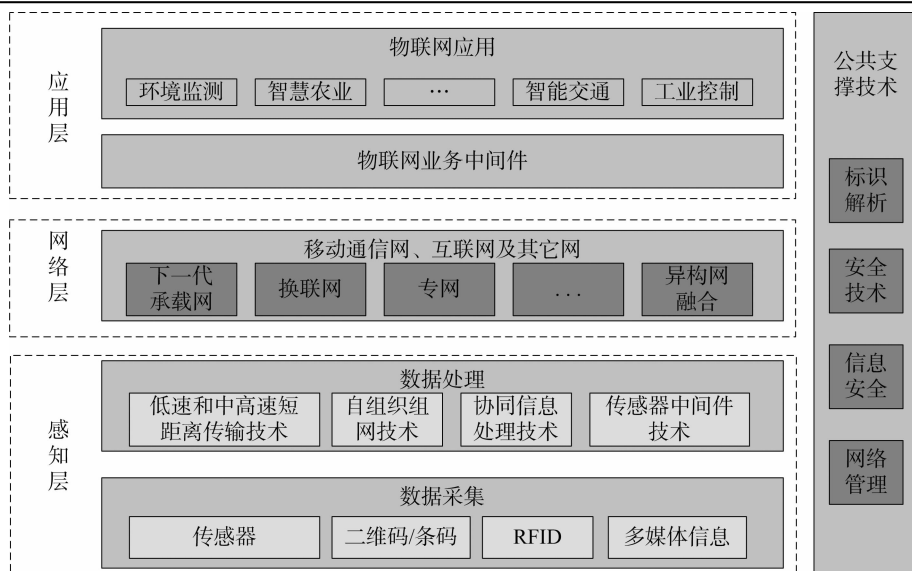 应
用
层
物联网应用
环境监测
智慧农业
…
智能交通
工业控制
物联网业务中间件
网
络
层
移动通信网、互联网及其它网
下一代
承载网
换联网
专网
...
异构网
融合
感
知
层
数据处理
低速和中高速短
距离传输技术
自组织组
网技术
协同信息
处理技术
传感器中间件
技术
数据采集
传感器
二维码/条码
RFID
多媒体信息
公共支
撑技术
标识
解析
安全
技术
信息
安全
网络
管理